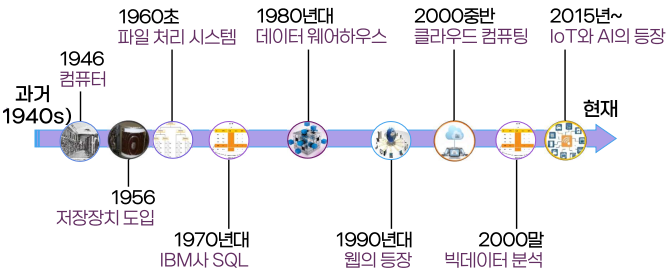 과거
1940s)
1946
컴퓨터
1956
저장장치 도입
1960초
파일 처리 시스템
1970년대
IBM사 SQL
1980년대
데이터 웨어하우스
1990년대
웹의 등장
2000중반
클라우드 컴퓨팅
2000말
빅데이터 분석
2015년~
IoT와 AI의 등장
현재